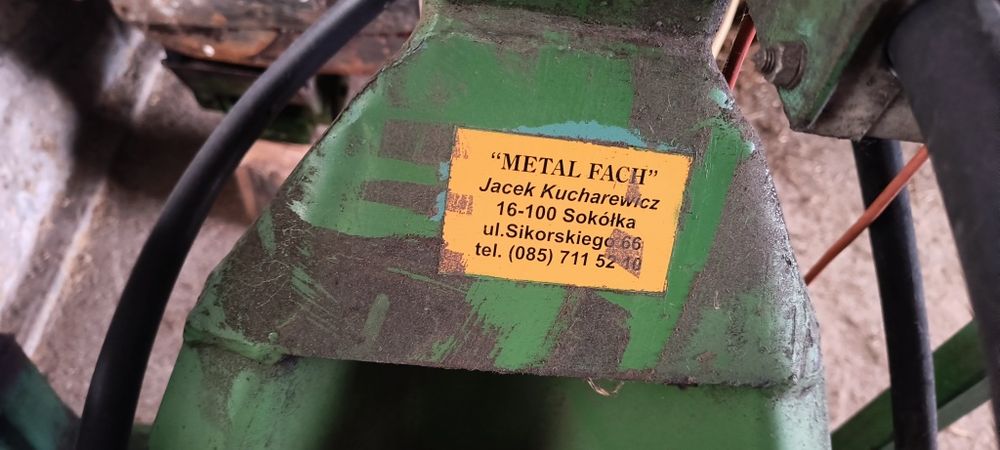 “METAL FACH”
Jacek Kucharewicz
16-100 Sokółka
ul.Sikorskiego 66
tel. (085) 711 52 10